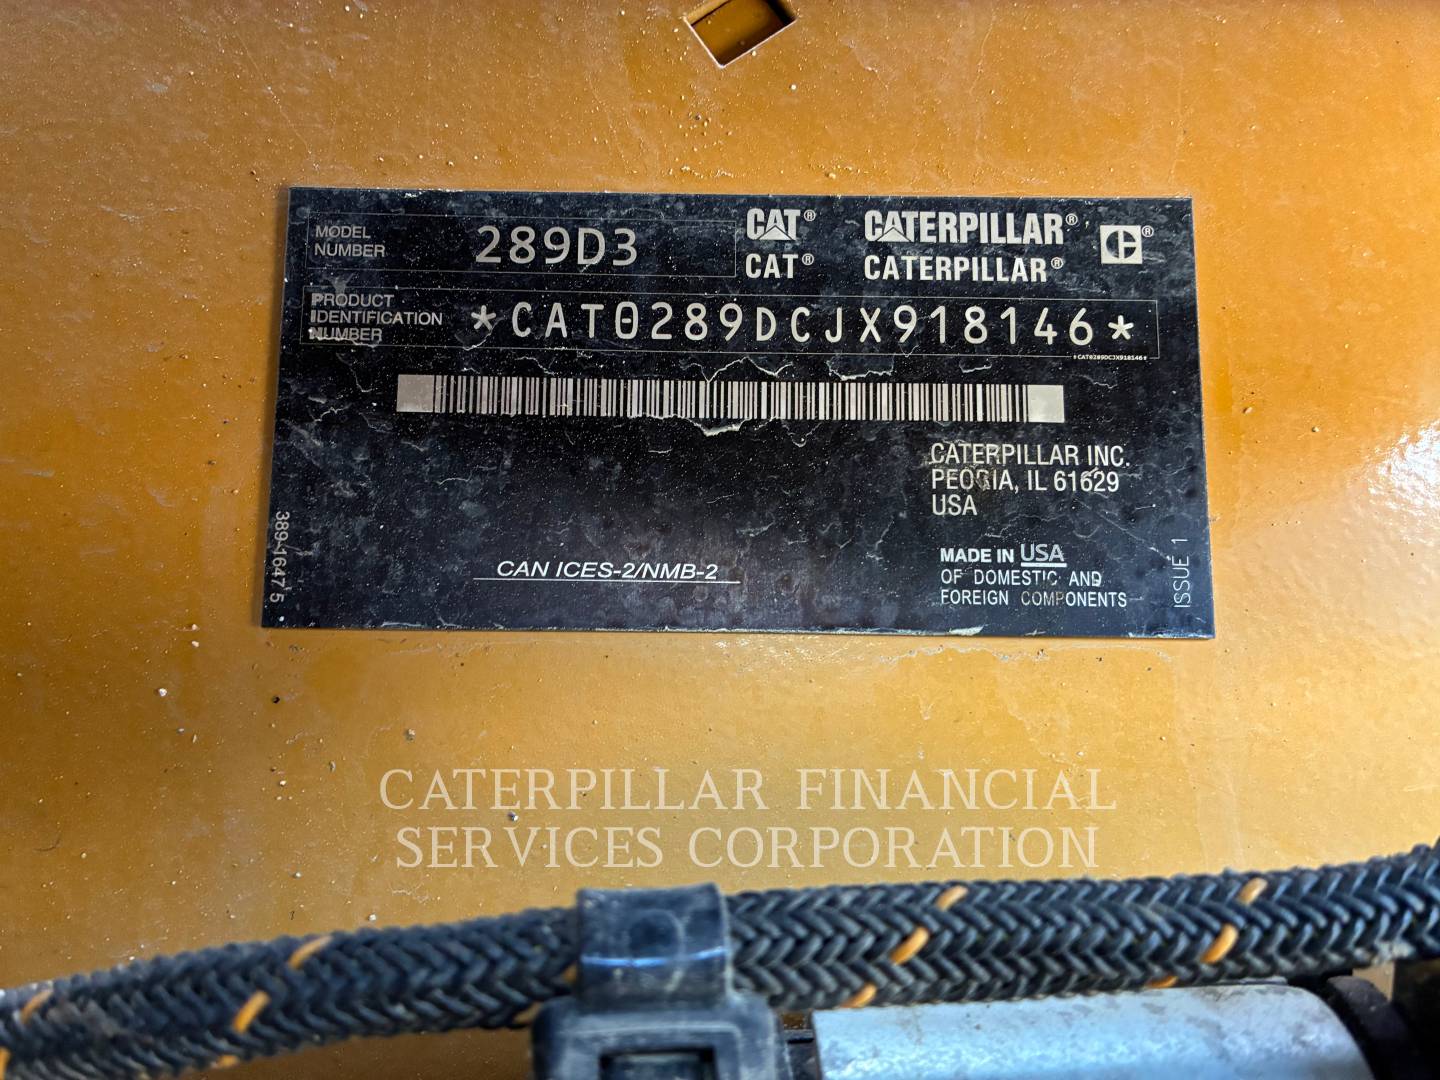 MODEL
NUMBER
289D3
CAT® CATERPILLAR® ®
CAT® CATERPILLAR®
PRODUCT
IDENTIFICATION
NUMBER
*CAT0289DCJX918146*
*CAT0289DCJX918146*
CATERPILLAR INC.
PEORIA, IL 61629
USA
CAN ICES-2/NMB-2
MADE IN USA
OF DOMESTIC AND
FOREIGN COMPONENTS
389-1647 5
ISSUE 1
CATERPILLAR FINANCIAL
SERVICES CORPORATION